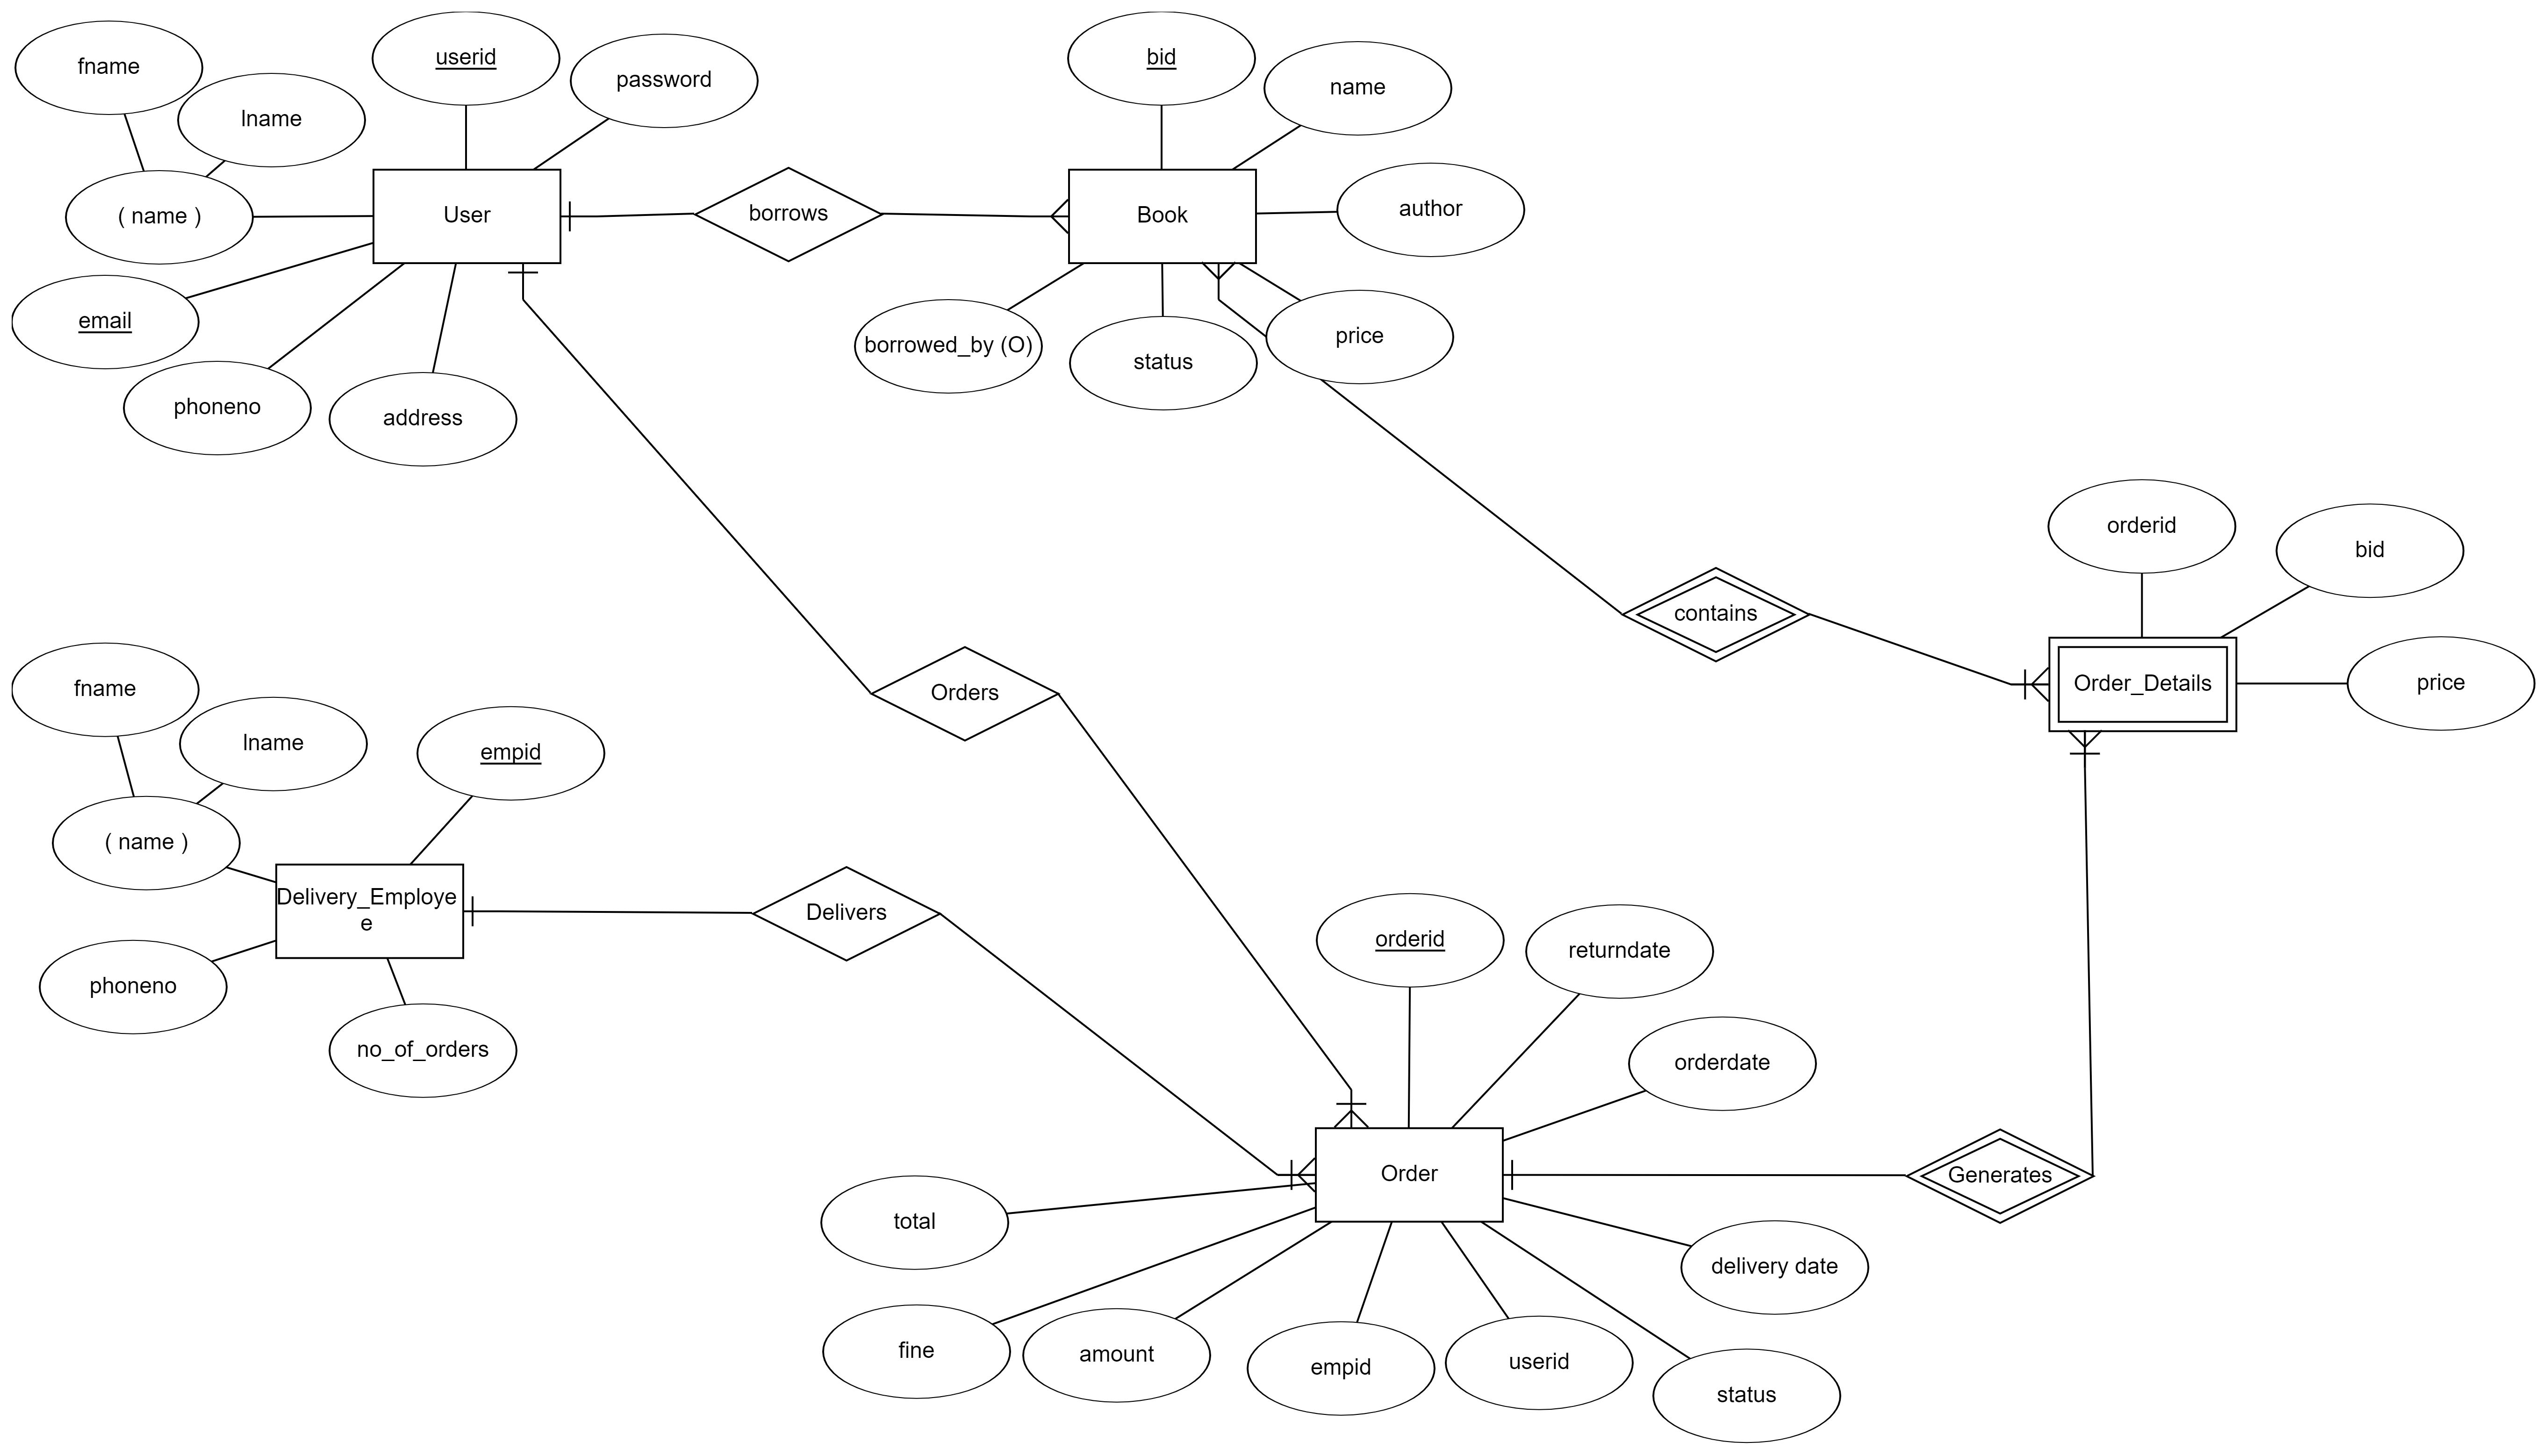 fname
lname
userid
password
( name )
User
email
phoneno
address
borrows
bid
name
Book
author
borrowed_by (O)
status
price
contains
orderid
bid
Order_Details
price
Orders
fname
lname
empid
( name )
Delivery_Employe
e
phoneno
no_of_orders
Delivers
orderid
returndate
orderdate
Order
Generates
total
delivery date
fine
amount
empid
userid
status